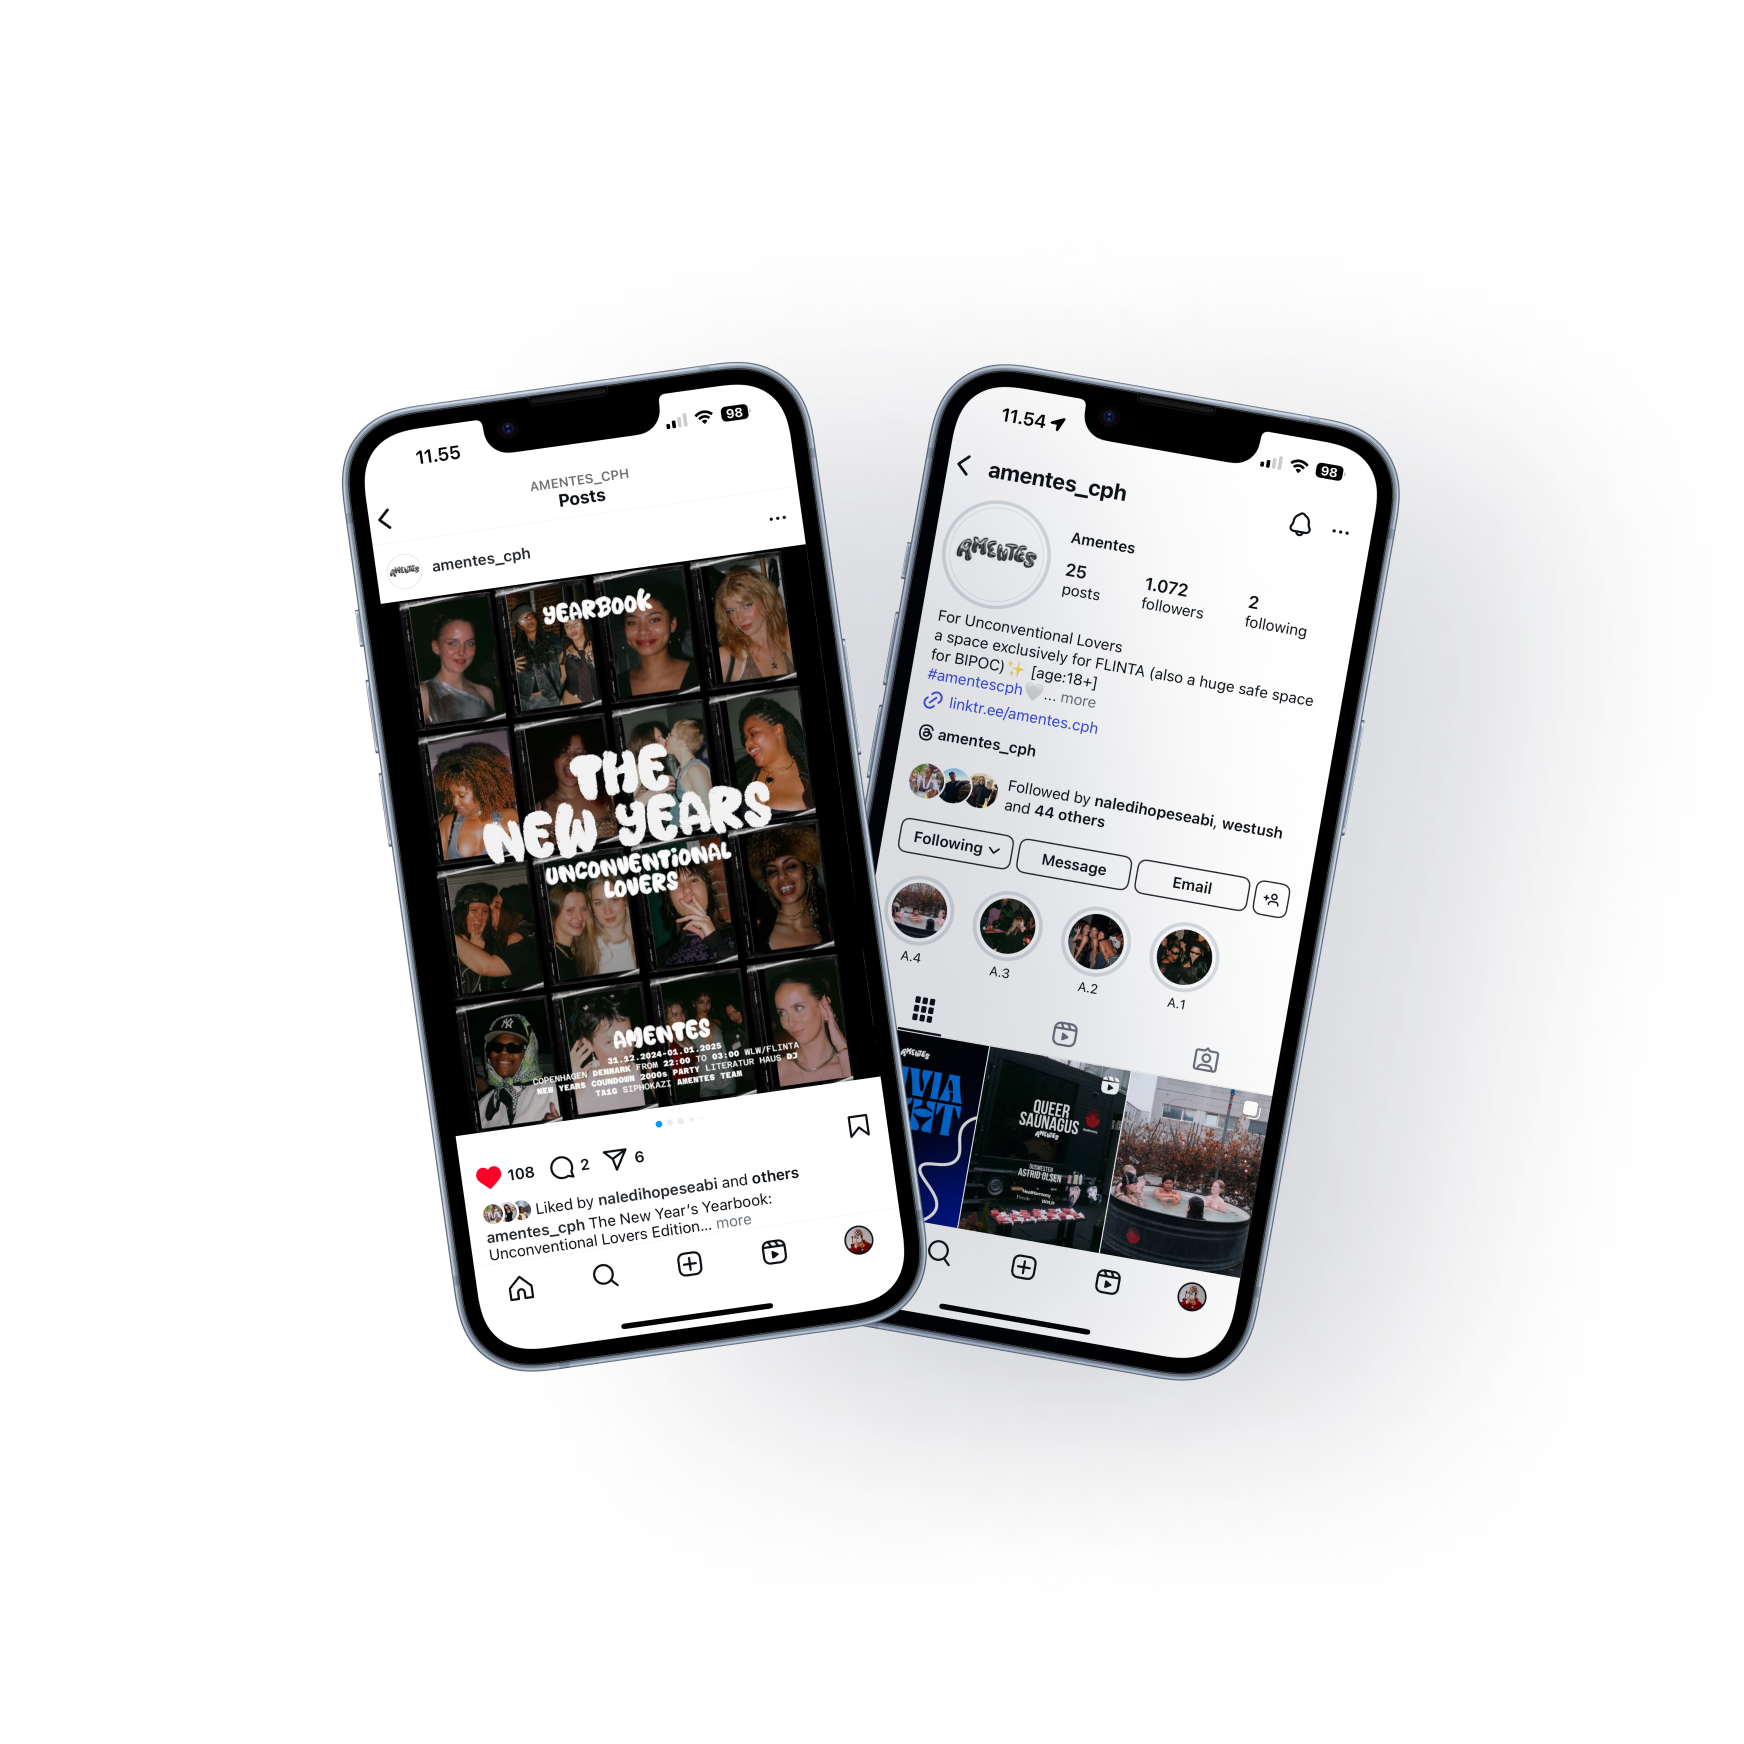 11.55
98
AMENTES_CPH
Posts
AMENTES
amentes_cph
YEARBOOK
THE
NEW YEARS
UNCONVENTIONAL
LOVERS
AMENTES
31.12.2024-01.01.2025
COPENHAGEN DENMARK FROM 22:00 TO 03:00 WLW/FLINTA
NEW YEARS COUNDOWN 2000s PARTY LITERATUR HAUS DJ
TAIG SIPHOKAZI AMENTES TEAM
108 2 6
Liked by naledihopeseabi and others
amentes_cph The New Year's Yearbook:
Unconventional Lovers Edition... more
11.54
98
amentes_cph
AMENTES
Amentes
25 1.072 2
posts followers following
For Unconventional Lovers
a space exclusively for FLINTA (also a huge safe space
for BIPOC)✨ [age:18+]
#amentescph🤍... more
linktr.ee/amentes.cph
amentes_cph
Followed by naledihopeseabi, westush
and 44 others
Following Message Email
A.4 A.3 A.2 A.1
AMENTES
QUEER
SAUNAGUS
AMENTES
ASTRID OLSEN